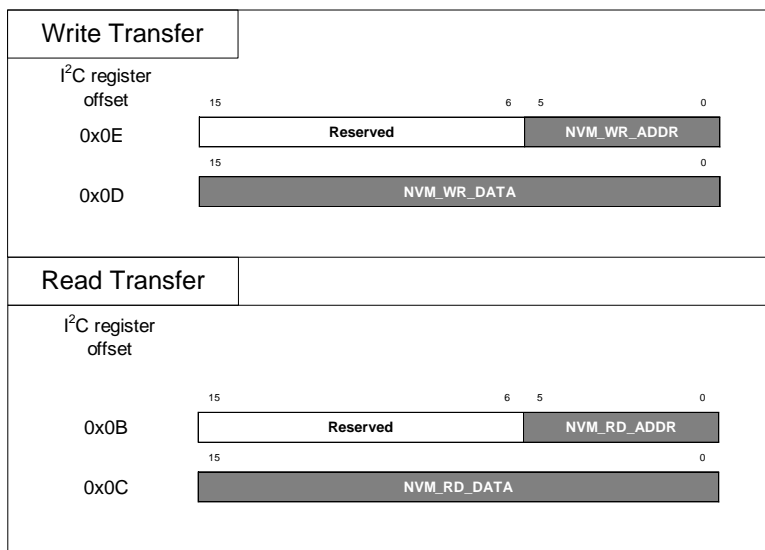 Write Transfer
I2C register
offset
15 6 5 0
0x0E Reserved NVM_WR_ADDR
15 0
0x0D NVM_WR_DATA
Read Transfer
I2C register
offset
15 6 5 0
0x0B Reserved NVM_RD_ADDR
15 0
0x0C NVM_RD_DATA